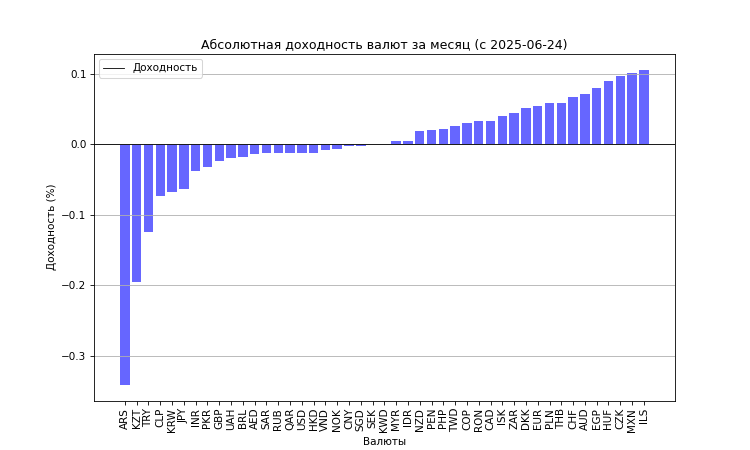 Абсолютная доходность валют за месяц (с 2025-06-24)
Доходность
0.1
0.0
−0.1
−0.2
−0.3
Доходность (%)
ARS KZT TRY CLP KRW JPY INR PKR GBP UAH BRL AED SAR RUB QAR USD HKD VND NOK CNY SGD SEK KWD MYR IDR NZD PEN PHP TWD COP RON CAD ISK ZAR DKK EUR PLN THB CHF AUD EGP HUF CZK MXN ILS
Валюты